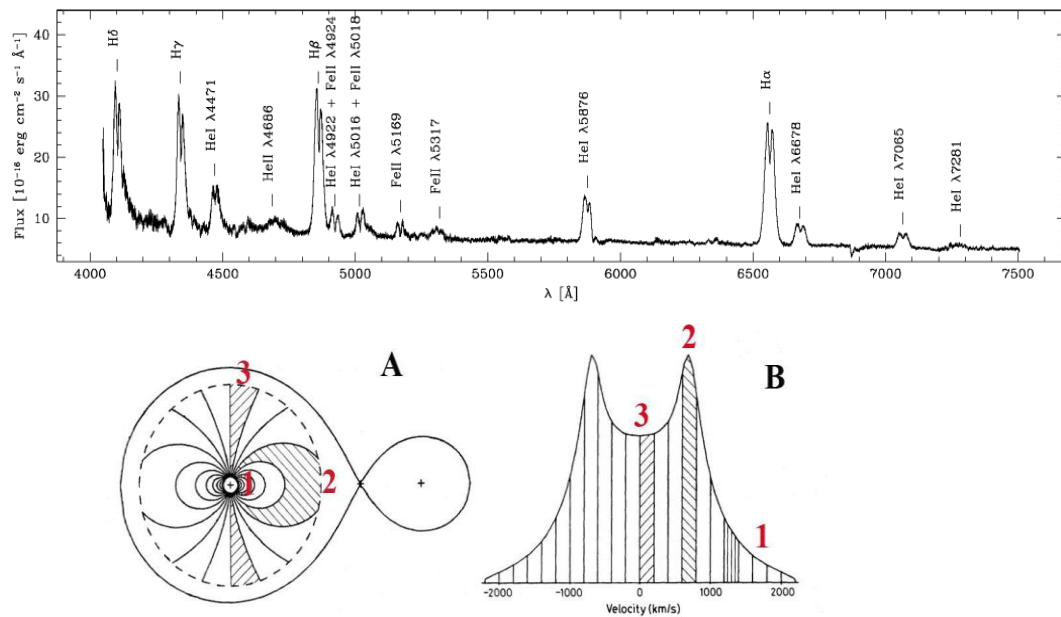 Flux [10⁻¹⁶ erg cm⁻² s⁻¹ Å⁻¹]
40
30
20
10
Hδ
Hγ
HeI λ4471
HeII λ4686
Hβ
HeI λ4922 + FeII λ4924
HeI λ5016 + FeII λ5018
FeII λ5169
FeII λ5317
HeI λ5876
Hα
HeI λ6678
HeI λ7065
HeI λ7281
4000 4500 5000 5500 6000 6500 7000 7500
λ [Å]
A
3
1
2
B
2
3
1
-2000 -1000 0 1000 2000
Velocity (km/s)